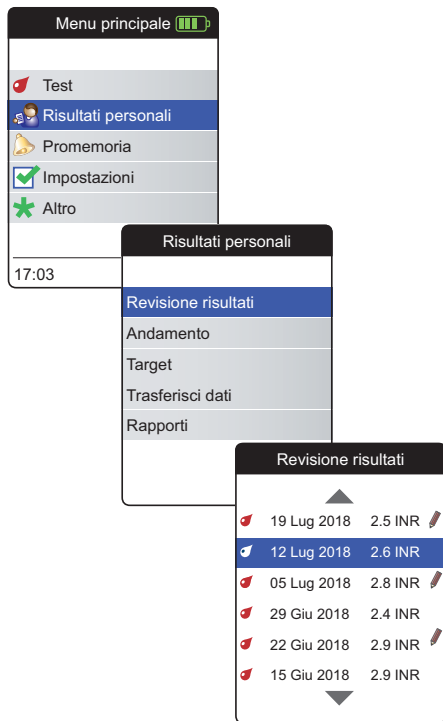 Menu principale
Test
Risultati personali
Promemoria
Impostazioni
Altro
17:03
Risultati personali
Revisione risultati
Andamento
Target
Trasferisci dati
Rapporti
Revisione risultati
19 Lug 2018 2.5 INR
12 Lug 2018 2.6 INR
05 Lug 2018 2.8 INR
29 Giu 2018 2.4 INR
22 Giu 2018 2.9 INR
15 Giu 2018 2.9 INR